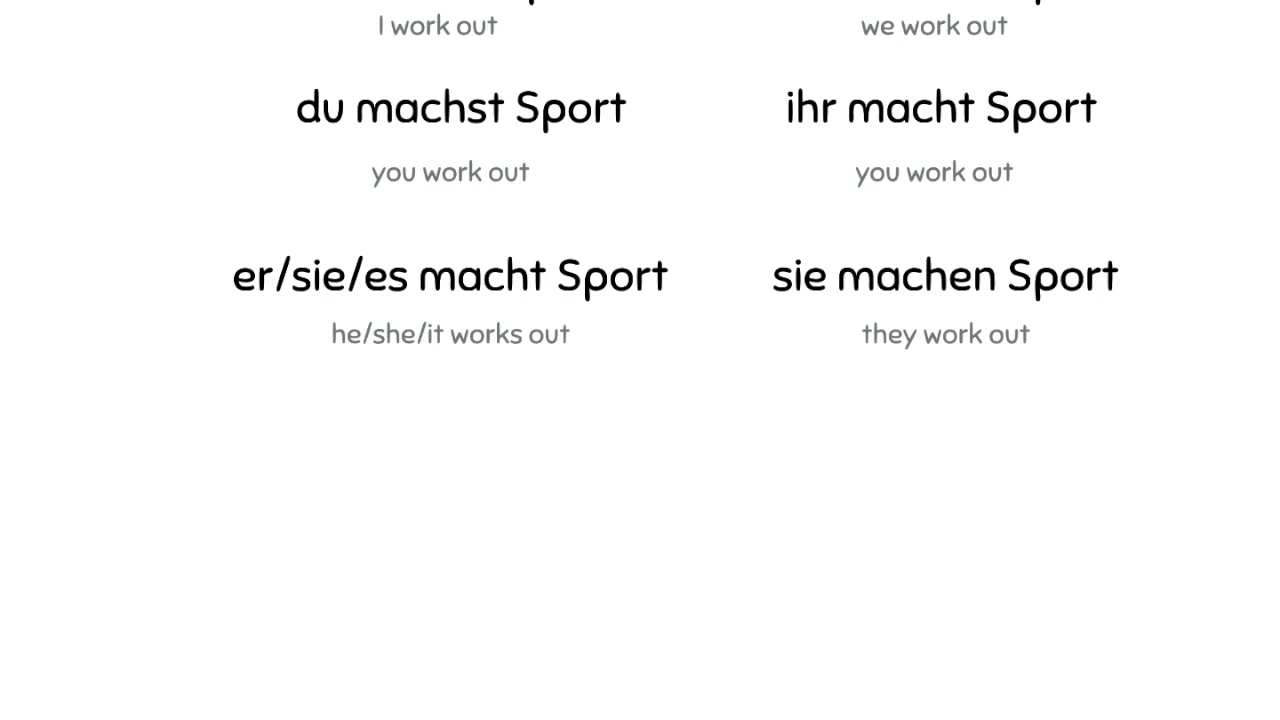 I work out
we work out
du machst Sport
ihr macht Sport
you work out
you work out
er/sie/es macht Sport
sie machen Sport
he/she/it works out
they work out